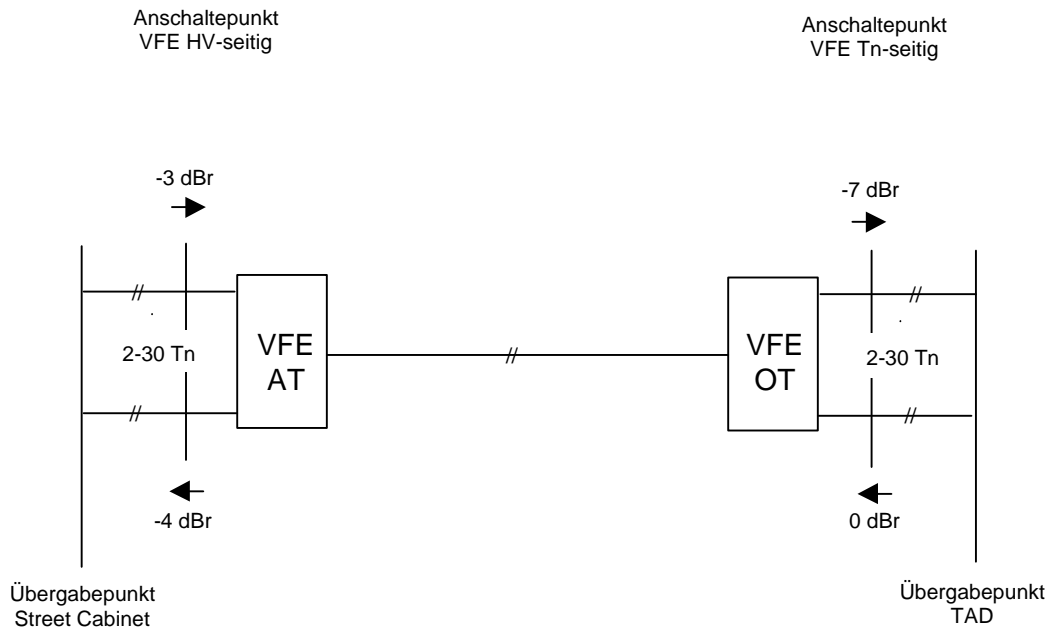 Anschaltepunkt
VFE HV-seitig
Anschaltepunkt
VFE Tn-seitig
-3 dBr
-7 dBr
2-30 Tn
VFE
AT
VFE
OT
2-30 Tn
-4 dBr
0 dBr
Übergabepunkt
Street Cabinet
Übergabepunkt
TAD